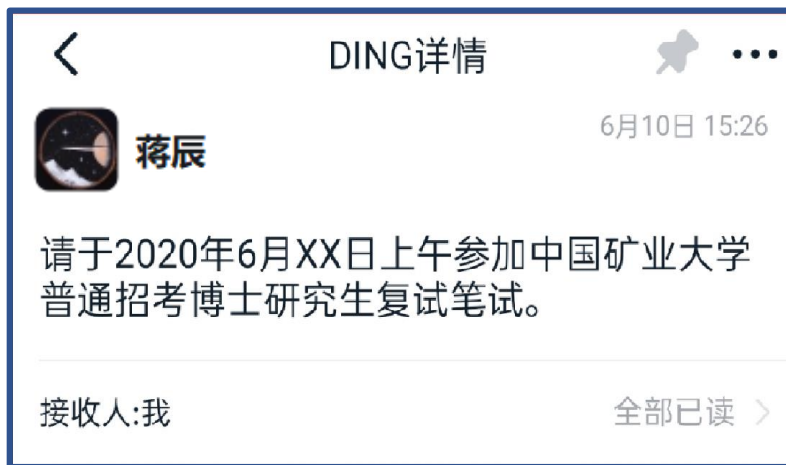 DING详情
蒋辰
6月10日 15:26
请于2020年6月XX日上午参加中国矿业大学
普通招考博士研究生复试笔试。
接收人:我
全部已读